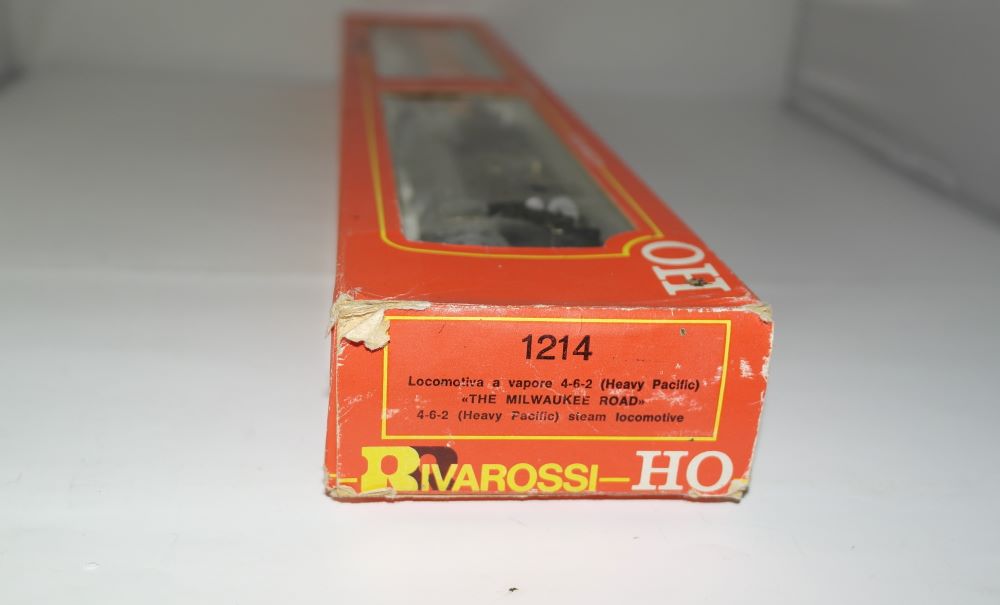 HO
1214
Locomotiva a vapore 4-6-2 (Heavy Pacific)
«THE MILWAUKEE ROAD»
4-6-2 (Heavy Pacific) steam locomotive
RIVAROSSI HO